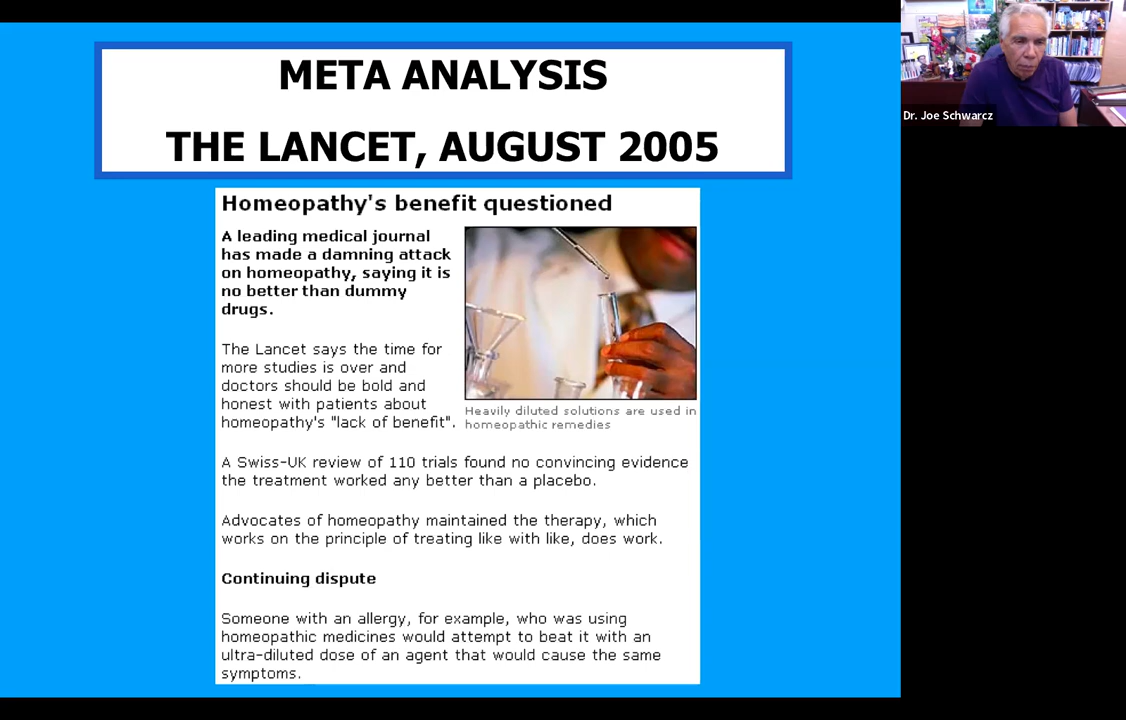 META ANALYSIS
THE LANCET, AUGUST 2005
Dr. Joe Schwarcz
Homeopathy's benefit questioned
A leading medical journal
has made a damning attack
on homeopathy, saying it is
no better than dummy
drugs.
The Lancet says the time for
more studies is over and
doctors should be bold and
honest with patients about
homeopathy's "lack of benefit".
Heavily diluted solutions are used in
homeopathic remedies
A Swiss-UK review of 110 trials found no convincing evidence
the treatment worked any better than a placebo.
Advocates of homeopathy maintained the therapy, which
works on the principle of treating like with like, does work.
Continuing dispute
Someone with an allergy, for example, who was using
homeopathic medicines would attempt to beat it with an
ultra-diluted dose of an agent that would cause the same
symptoms.